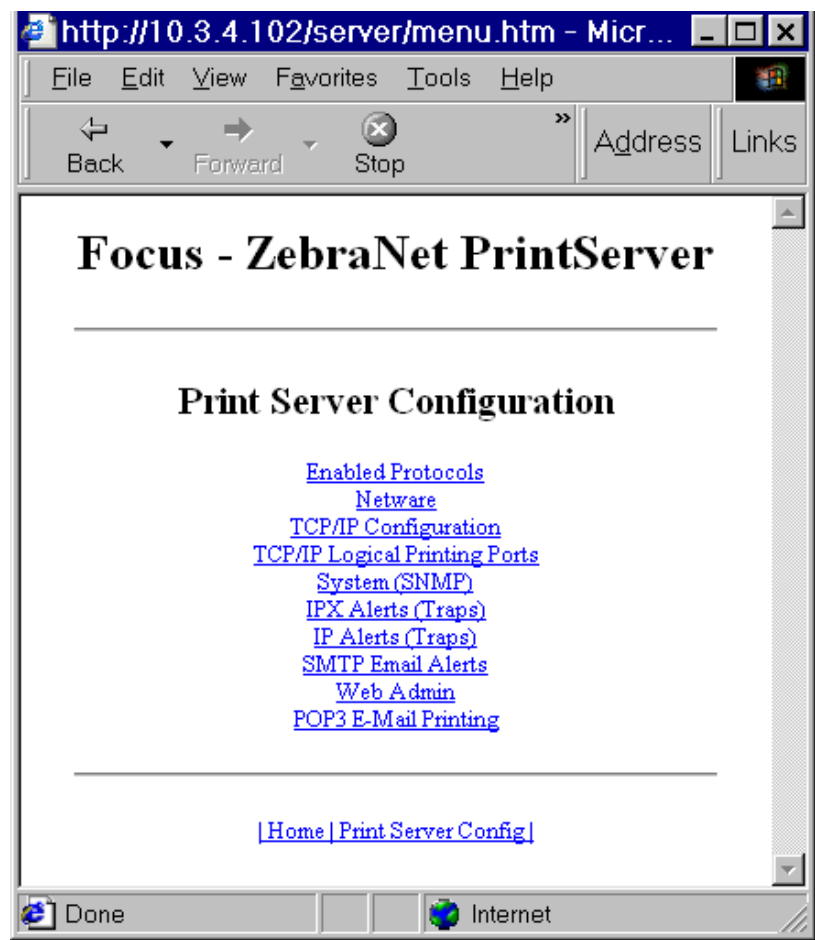 http://10.3.4.102/server/menu.htm - Micr...
File Edit View Favorites Tools Help
Back Forward Stop » Address Links
Focus - ZebraNet PrintServer
Print Server Configuration
Enabled Protocols
Netware
TCP/IP Configuration
TCP/IP Logical Printing Ports
System (SNMP)
IPX Alerts (Traps)
IP Alerts (Traps)
SMTP Email Alerts
Web Admin
POP3 E-Mail Printing
| Home | Print Server Config |
Done Internet